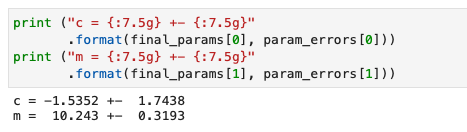 print ("c = {:7.5g} +- {:7.5g}"
       .format(final_params[0], param_errors[0]))
print ("m = {:7.5g} +- {:7.5g}"
       .format(final_params[1], param_errors[1]))
c = -1.5352 +-  1.7438
m =  10.243 +-  0.3193